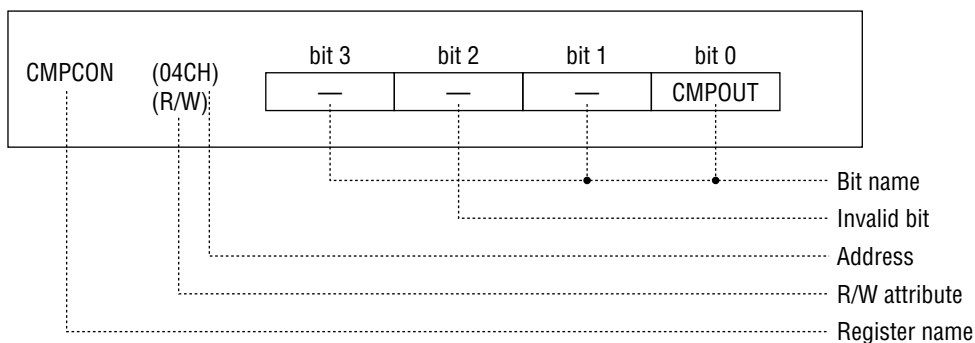 bit 3 bit 2 bit 1 bit 0
CMPCON (04CH) — — — CMPOUT
(R/W)
Bit name
Invalid bit
Address
R/W attribute
Register name